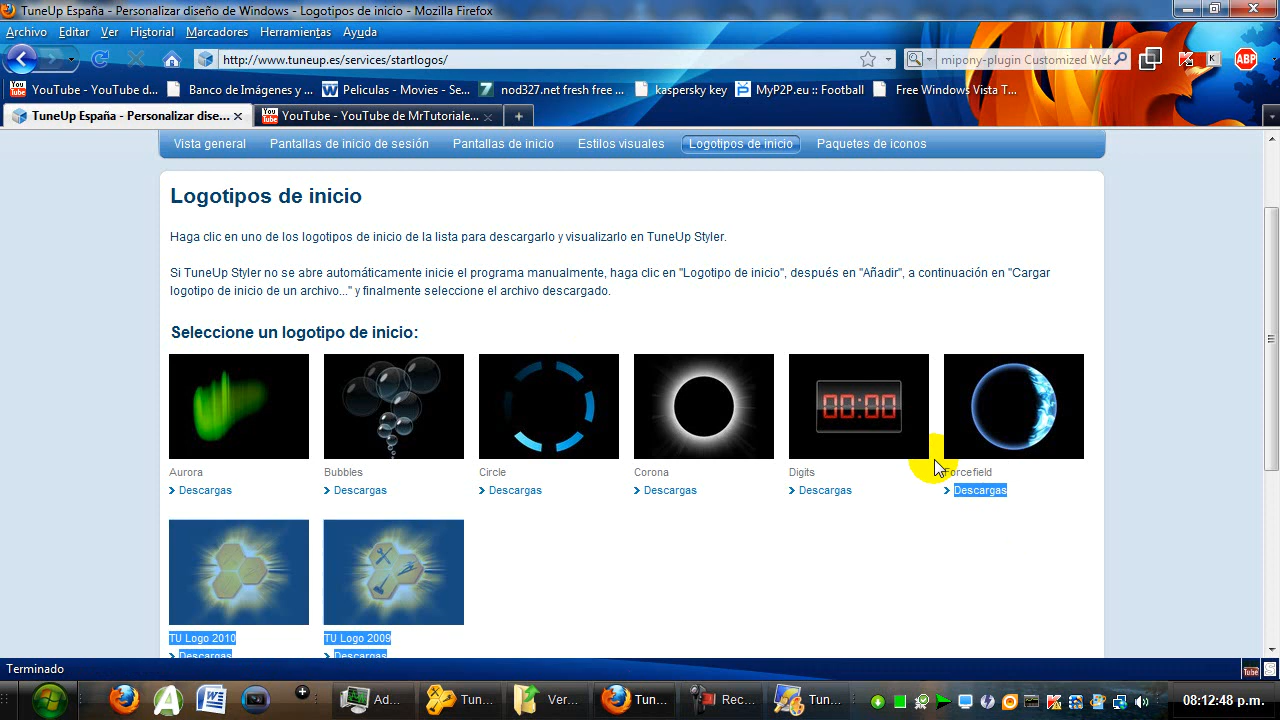 TuneUp España - Personalizar diseño de Windows - Logotipos de inicio - Mozilla Firefox
Archivo Editar Ver Historial Marcadores Herramientas Ayuda
http://www.tuneup.es/services/startlogos/
mipony-plugin Customized Web
K
ABP
YouTube - YouTube d...
Banco de Imágenes y ...
Peliculas - Movies - Se...
nod327.net fresh free ...
kaspersky key
MyP2P.eu :: Football
Free Windows Vista T...
TuneUp España - Personalizar dise...
YouTube - YouTube de MrTutoriale...
Vista general
Pantallas de inicio de sesión
Pantallas de inicio
Estilos visuales
Logotipos de inicio
Paquetes de iconos
Logotipos de inicio
Haga clic en uno de los logotipos de inicio de la lista para descargarlo y visualizarlo en TuneUp Styler.
Si TuneUp Styler no se abre automáticamente inicie el programa manualmente, haga clic en "Logotipo de inicio", después en "Añadir", a continuación en "Cargar
logotipo de inicio de un archivo..." y finalmente seleccione el archivo descargado.
Seleccione un logotipo de inicio:
00:00
Aurora Bubbles Circle Corona Digits Forcefield
Descargas Descargas Descargas Descargas Descargas Descargas
TU Logo 2010 TU Logo 2009
Descargas Descargas
Terminado
Ad... Tun... Ver... Tun... Rec... Tun...
08:12:48 p.m.